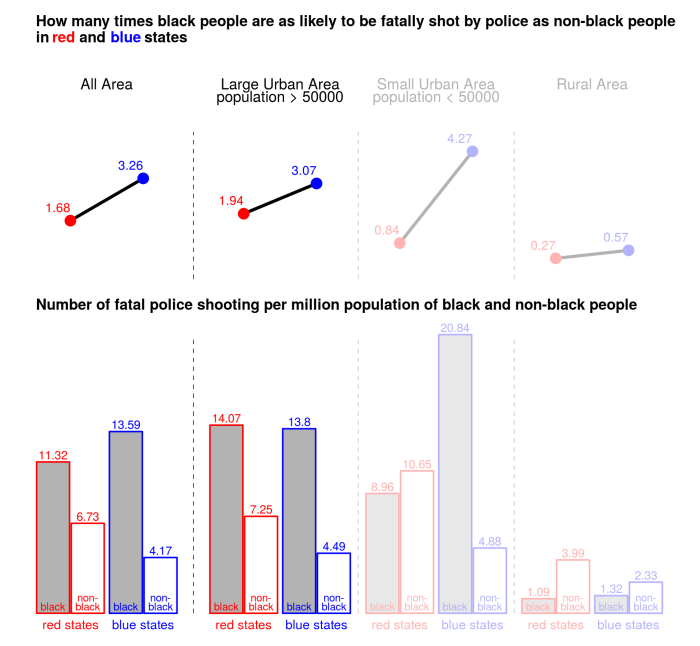 How many times black people are as likely to be fatally shot by police as non-black people
in red and blue states
All Area
Large Urban Area
population > 50000
Small Urban Area
population < 50000
Rural Area
1.68
3.26
1.94
3.07
0.84
4.27
0.27
0.57
Number of fatal police shooting per million population of black and non-black people
11.32
6.73
13.59
4.17
14.07
7.25
13.8
4.49
8.96
10.65
20.84
4.88
1.09
3.99
1.32
2.33
black
non-
black
black
non-
black
black
non-
black
black
non-
black
black
non-
black
black
non-
black
black
non-
black
black
non-
black
red states
blue states
red states
blue states
red states
blue states
red states
blue states